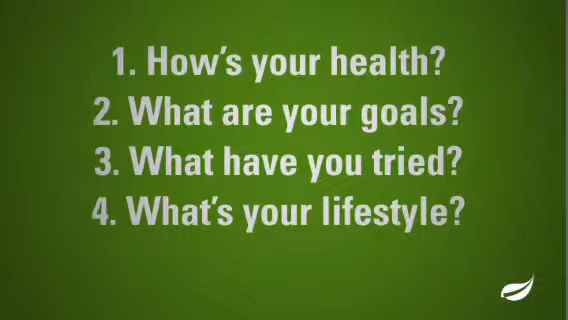 1. How's your health?
2. What are your goals?
3. What have you tried?
4. What's your lifestyle?